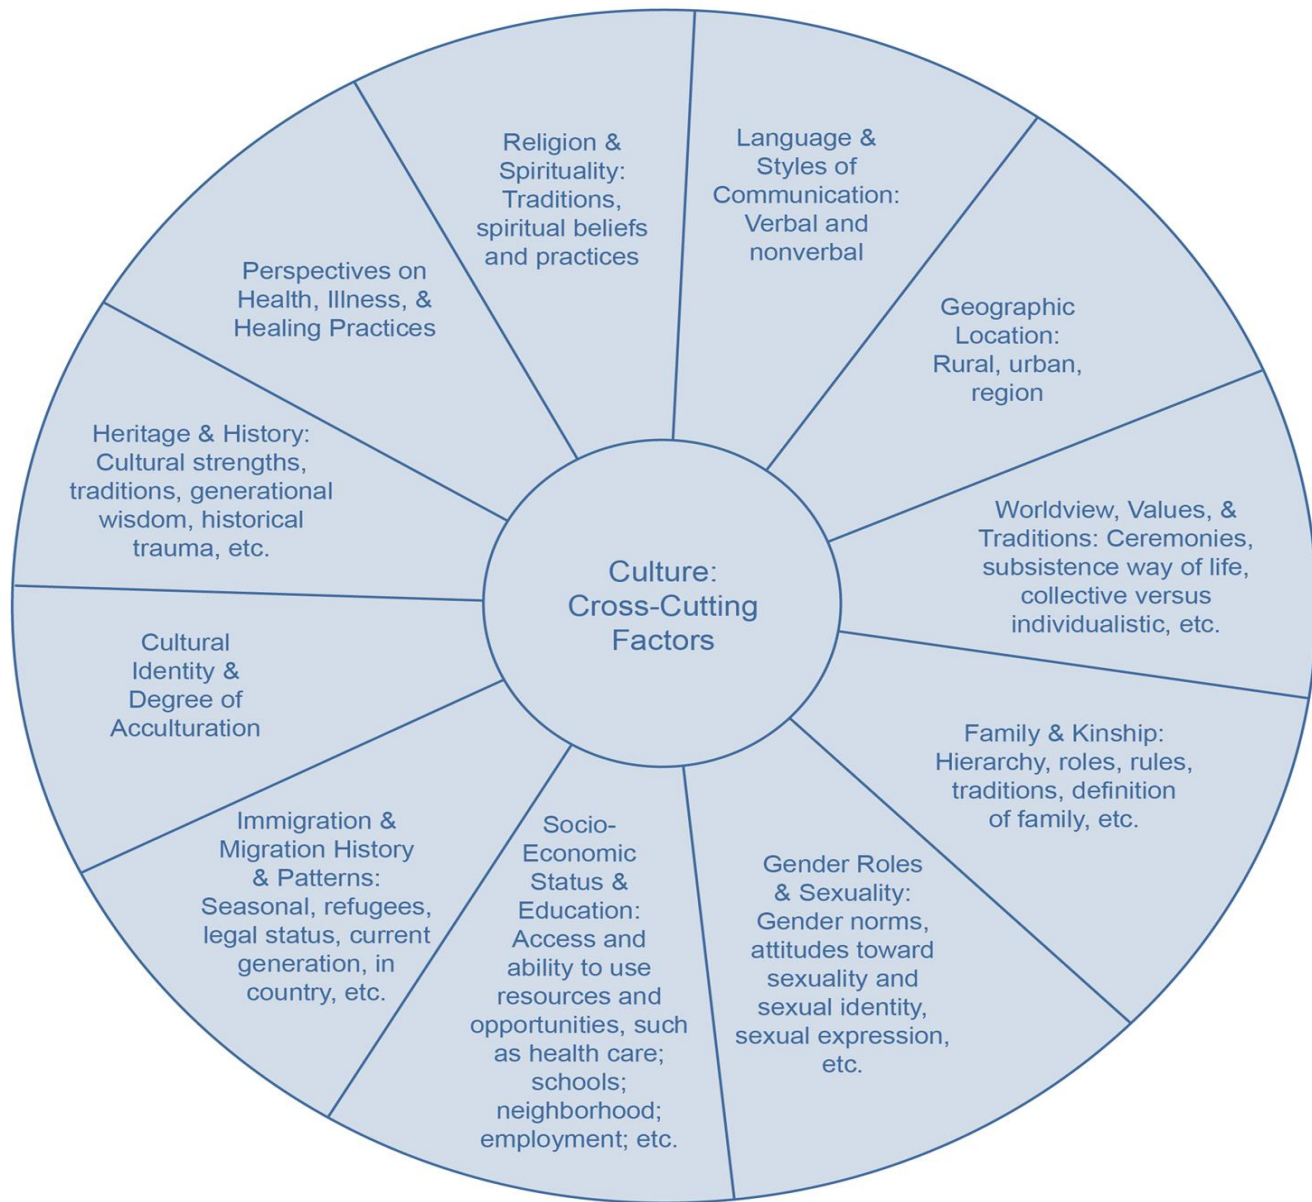 Religion &
Spirituality:
Traditions,
spiritual beliefs
and practices
Language &
Styles of
Communication:
Verbal and
nonverbal
Geographic
Location:
Rural, urban,
region
Worldview, Values, &
Traditions: Ceremonies,
subsistence way of life,
collective versus
individualistic, etc.
Family & Kinship:
Hierarchy, roles, rules,
traditions, definition
of family, etc.
Gender Roles
& Sexuality:
Gender norms,
attitudes toward
sexuality and
sexual identity,
sexual expression,
etc.
Socio-
Economic
Status &
Education:
Access and
ability to use
resources and
opportunities, such
as health care;
schools;
neighborhood;
employment; etc.
Immigration &
Migration History
& Patterns:
Seasonal, refugees,
legal status, current
generation, in
country, etc.
Cultural
Identity &
Degree of
Acculturation
Heritage & History:
Cultural strengths,
traditions, generational
wisdom, historical
trauma, etc.
Perspectives on
Health, Illness, &
Healing Practices
Culture:
Cross-Cutting
Factors